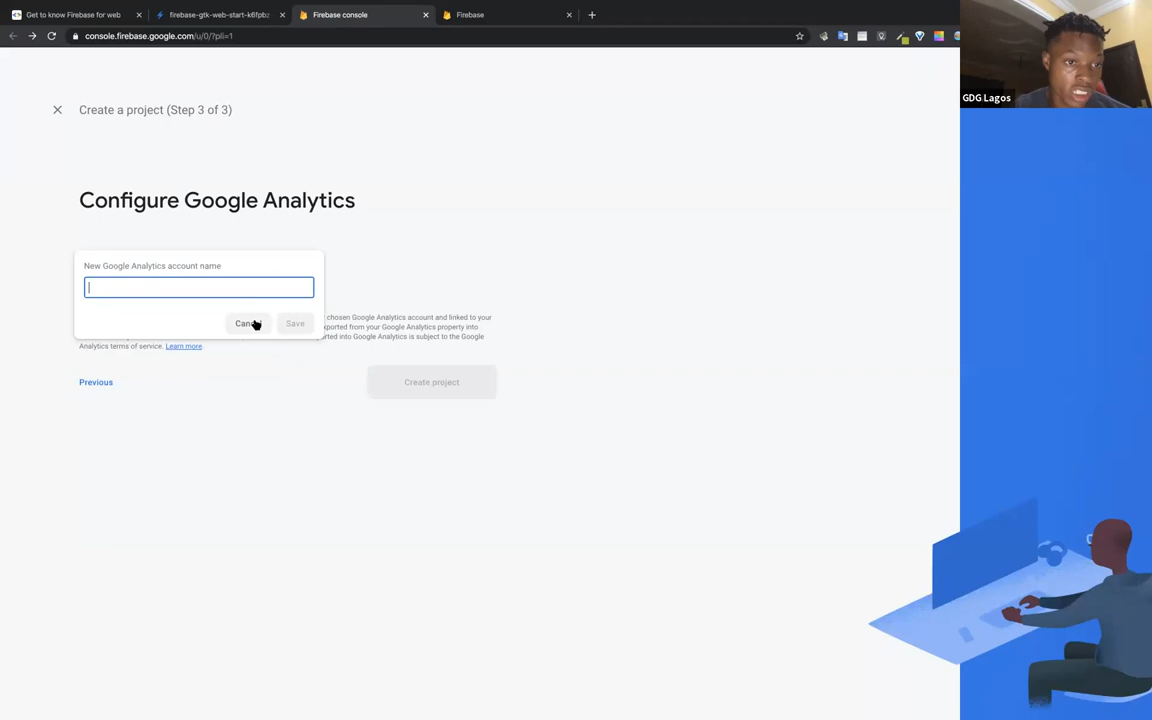 Get to know Firebase for web
firebase-gtk-web-start-k6fpbz
Firebase console
Firebase
console.firebase.google.com/u/0/?pli=1
GDG Lagos
Create a project (Step 3 of 3)
Configure Google Analytics
New Google Analytics account name
chosen Google Analytics account and linked to your
Cancel
Save
exported from your Google Analytics property into
ported into Google Analytics is subject to the Google
Analytics terms of service. Learn more.
Previous
Create project